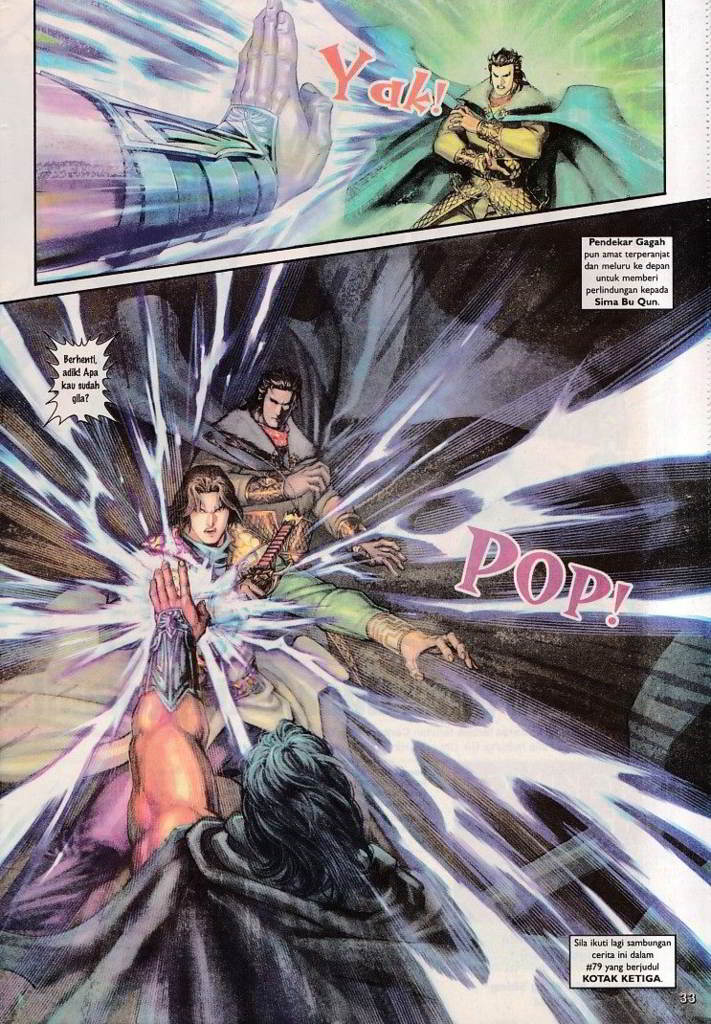 Yak!
Pendekar Gagah
pun amat terperanjat
dan meluru ke depan
untuk memberi
perlindungan kepada
Sima Bu Qun.
Berhenti,
adik! Apa
kau sudah
gila?
POP!
Sila ikuti lagi sambungan
cerita ini dalam
#79 yang berjudul
KOTAK KETIGA.
33